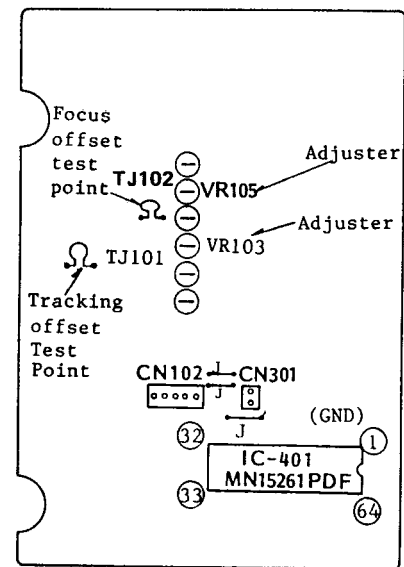 Focus
offset
test
point
TJ102
VR105
Adjuster
Adjuster
VR103
TJ101
Tracking
offset
Test
Point
CN102 J CN301
J
J
(GND)
32
1
IC-401
MN15261PDF
33
64